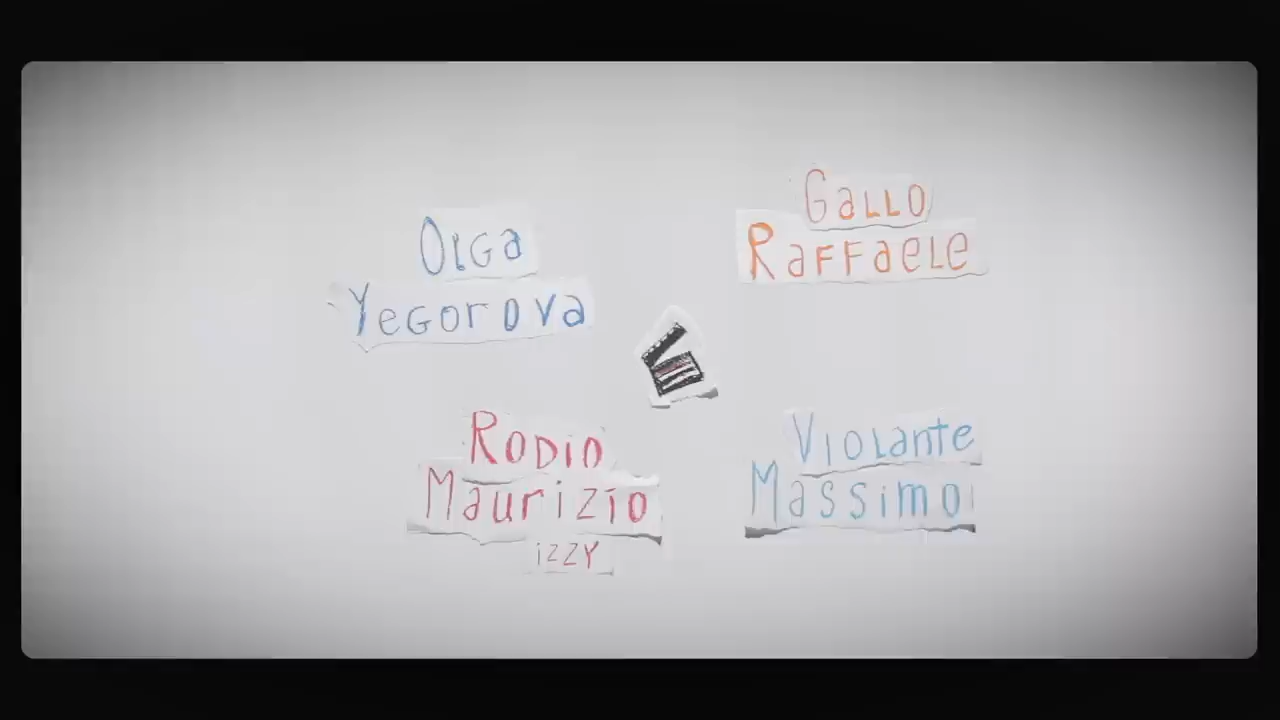 Olga
Yegorova
Gallo
Raffaele
Rodio
Maurizio
izzy
Violante
Massimo